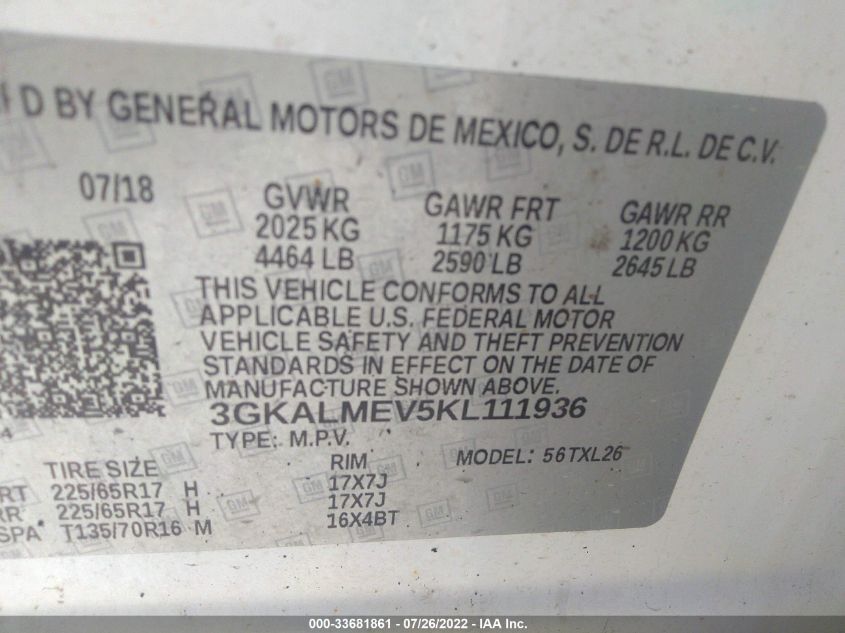 D BY GENERAL MOTORS DE MEXICO, S. DE R.L. DE C.V.
07/18 GVWR GAWR FRT GAWR RR
2025 KG 1175 KG 1200 KG
4464 LB 2590 LB 2645 LB
THIS VEHICLE CONFORMS TO ALL
APPLICABLE U.S. FEDERAL MOTOR
VEHICLE SAFETY AND THEFT PREVENTION
STANDARDS IN EFFECT ON THE DATE OF
MANUFACTURE SHOWN ABOVE.
3GKALMEV5KL111936
TYPE: M.P.V. MODEL: 56TXL26
TIRE SIZE RIM
RT 225/65R17 H 17X7J
RR 225/65R17 H 17X7J
SPA T135/70R16 M 16X4BT
000-33681861 - 07/26/2022 - IAA Inc.